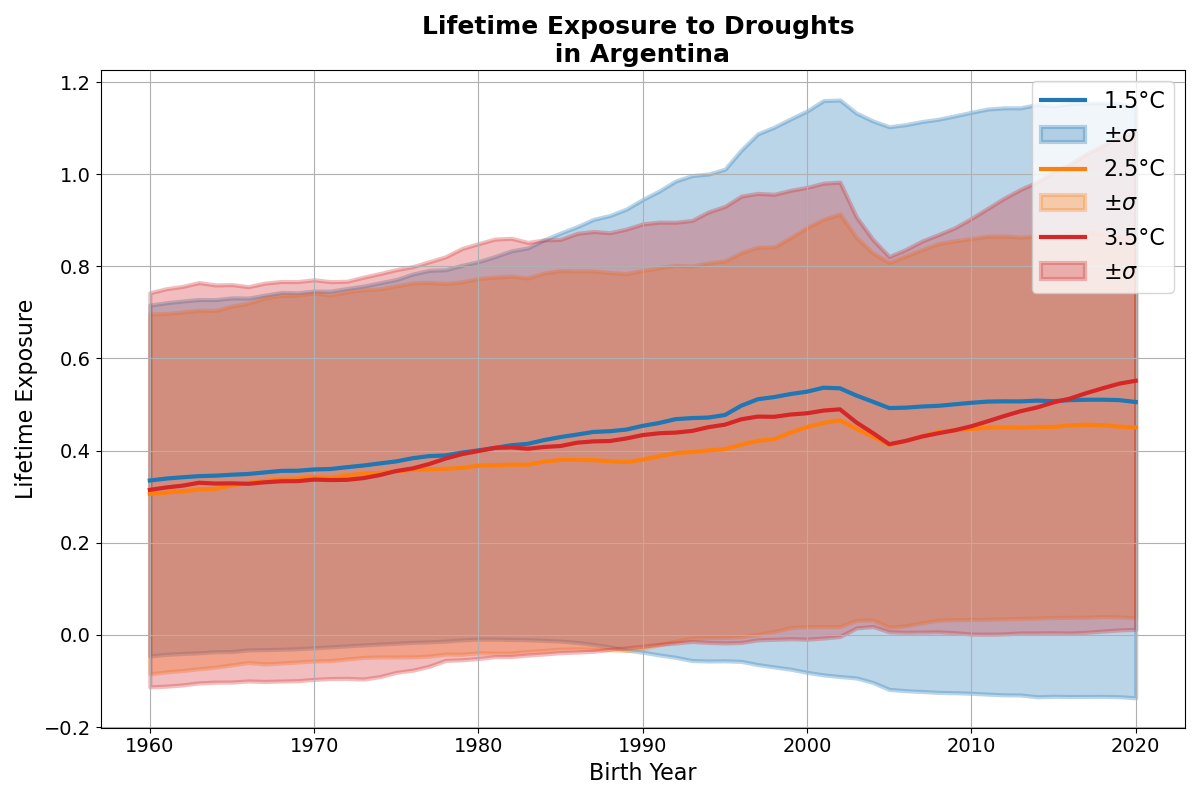 Lifetime Exposure to Droughts
in Argentina
Lifetime Exposure
1.2
1.0
0.8
0.6
0.4
0.2
0.0
−0.2
1960
1970
1980
1990
2000
2010
2020
Birth Year
1.5°C
±σ
2.5°C
±σ
3.5°C
±σ